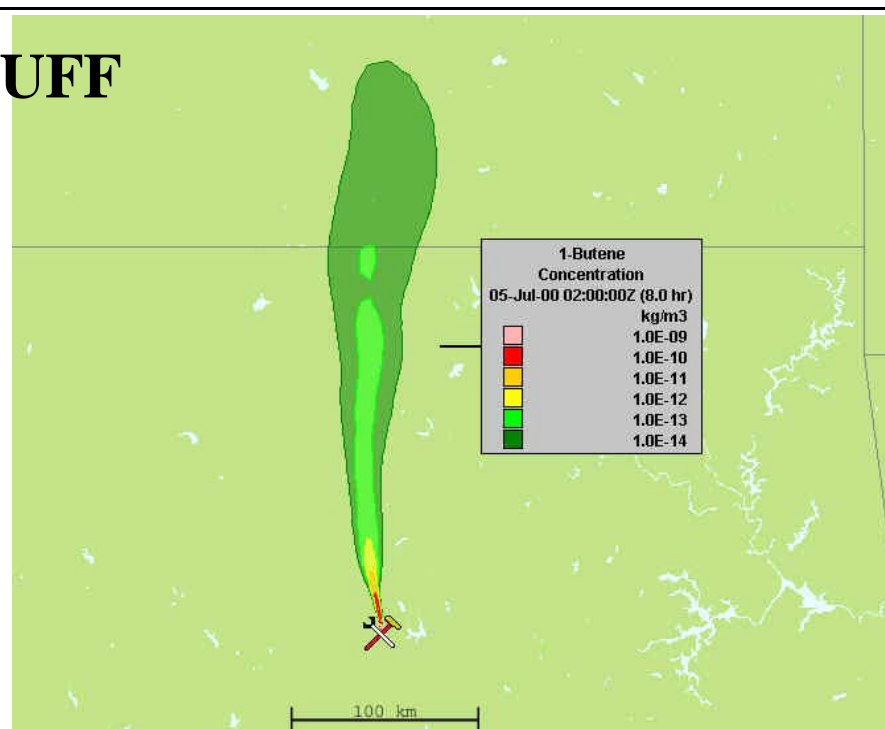 UFF
1-Butene
Concentration
05-Jul-00 02:00:00Z (8.0 hr)
kg/m3
1.0E-09
1.0E-10
1.0E-11
1.0E-12
1.0E-13
1.0E-14
100 km